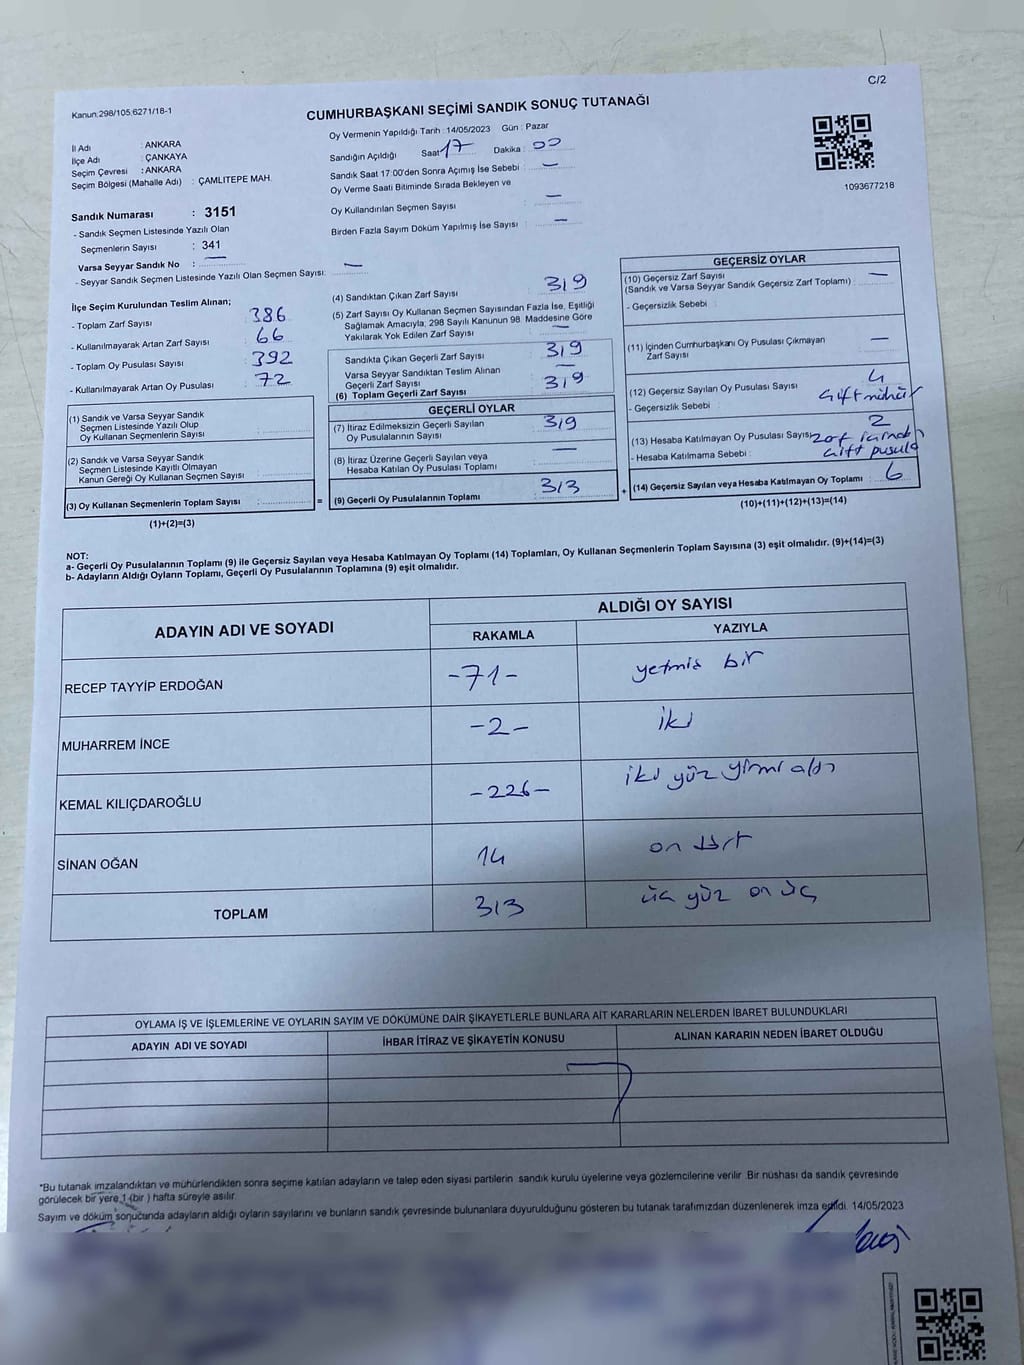 C/2
Kanun:298/105;6271/18-1
CUMHURBAŞKANI SEÇİMİ SANDIK SONUÇ TUTANAĞI
İl Adı : ANKARA
İlçe Adı : ÇANKAYA
Seçim Çevresi : ANKARA
Seçim Bölgesi (Mahalle Adı) : ÇAMLITEPE MAH.
Oy Vermenin Yapıldığı Tarih : 14/05/2023 Gün : Pazar
Sandığın Açıldığı Saat 17 Dakika : 00
Sandık Saat 17:00'den Sonra Açımış İse Sebebi : —
Oy Verme Saati Bitiminde Sırada Bekleyen ve
Oy Kullandırılan Seçmen Sayısı : —
Birden Fazla Sayım Döküm Yapılmış İse Sayısı : —
1093677218
Sandık Numarası : 3151
- Sandık Seçmen Listesinde Yazılı Olan
Seçmenlerin Sayısı : 341
Varsa Seyyar Sandık No : —
- Seyyar Sandık Seçmen Listesinde Yazılı Olan Seçmen Sayısı: —
İlçe Seçim Kurulundan Teslim Alınan;
- Toplam Zarf Sayısı 386
- Kullanılmayarak Artan Zarf Sayısı 66
- Toplam Oy Pusulası Sayısı 392
- Kullanılmayarak Artan Oy Pusulası 72
(1) Sandık ve Varsa Seyyar Sandık
Seçmen Listesinde Yazılı Olup
Oy Kullanan Seçmenlerin Sayısı :
(2) Sandık ve Varsa Seyyar Sandık
Seçmen Listesinde Kayıtlı Olmayan
Kanun Gereği Oy Kullanan Seçmen Sayısı :
(3) Oy Kullanan Seçmenlerin Toplam Sayısı : =
(1)+(2)=(3)
(4) Sandıktan Çıkan Zarf Sayısı : 319
(5) Zarf Sayısı Oy Kullanan Seçmen Sayısından Fazla İse, Eşitliği
Sağlamak Amacıyla, 298 Sayılı Kanunun 98. Maddesine Göre
Yakılarak Yok Edilen Zarf Sayısı : —
Sandıkta Çıkan Geçerli Zarf Sayısı : 319
Varsa Seyyar Sandıktan Teslim Alınan
Geçerli Zarf Sayısı : —
(6) Toplam Geçerli Zarf Sayısı : 319
GEÇERLİ OYLAR
(7) İtiraz Edilmeksizin Geçerli Sayılan
Oy Pusulalarının Sayısı : 319
(8) İtiraz Üzerine Geçerli Sayılan veya
Hesaba Katılan Oy Pusulası Toplamı : —
(9) Geçerli Oy Pusulalarının Toplamı : 313 +
GEÇERSİZ OYLAR
(10) Geçersiz Zarf Sayısı —
(Sandık ve Varsa Seyyar Sandık Geçersiz Zarf Toplamı) :
- Geçersizlik Sebebi :
(11) İçinden Cumhurbaşkanı Oy Pusulası Çıkmayan
Zarf Sayısı : —
(12) Geçersiz Sayılan Oy Pusulası Sayısı : 4
- Geçersizlik Sebebi : Çift mühür
(13) Hesaba Katılmayan Oy Pusulası Sayısı: 2
- Hesaba Katılmama Sebebi : zarf içinde çift pusula
(14) Geçersiz Sayılan veya Hesaba Katılmayan Oy Toplamı : 6
(10)+(11)+(12)+(13)=(14)
NOT:
a- Geçerli Oy Pusulalarının Toplamı (9) ile Geçersiz Sayılan veya Hesaba Katılmayan Oy Toplamı (14) Toplamları, Oy Kullanan Seçmenlerin Toplam Sayısına (3) eşit olmalıdır. (9)+(14)=(3)
b- Adayların Aldığı Oyların Toplamı, Geçerli Oy Pusulalarının Toplamına (9) eşit olmalıdır.
ADAYIN ADI VE SOYADI ALDIĞI OY SAYISI
RAKAMLA YAZIYLA
RECEP TAYYİP ERDOĞAN -71- yetmiş bir
MUHARREM İNCE -2- iki
KEMAL KILIÇDAROĞLU -226- iki yüz yirmi altı
SİNAN OĞAN 14 on dört
TOPLAM 313 üç yüz on üç
OYLAMA İŞ VE İŞLEMLERİNE VE OYLARIN SAYIM VE DÖKÜMÜNE DAİR ŞİKAYETLERLE BUNLARA AİT KARARLARIN NELERDEN İBARET BULUNDUKLARI
ADAYIN ADI VE SOYADI İHBAR İTİRAZ VE ŞİKAYETİN KONUSU ALINAN KARARIN NEDEN İBARET OLDUĞU
*Bu tutanak imzalandıktan ve mühürlendikten sonra seçime katılan adayların ve talep eden siyasi partilerin sandık kurulu üyelerine veya gözlemcilerine verilir. Bir nüshası da sandık çevresinde
görülecek bir yere 1 (bir ) hafta süreyle asılır.
Sayım ve döküm sonucunda adayların aldığı oyların sayılarını ve bunların sandık çevresinde bulunanlara duyurulduğunu gösteren bu tutanak tarafımızdan düzenlenerek imza edildi. 14/05/2023